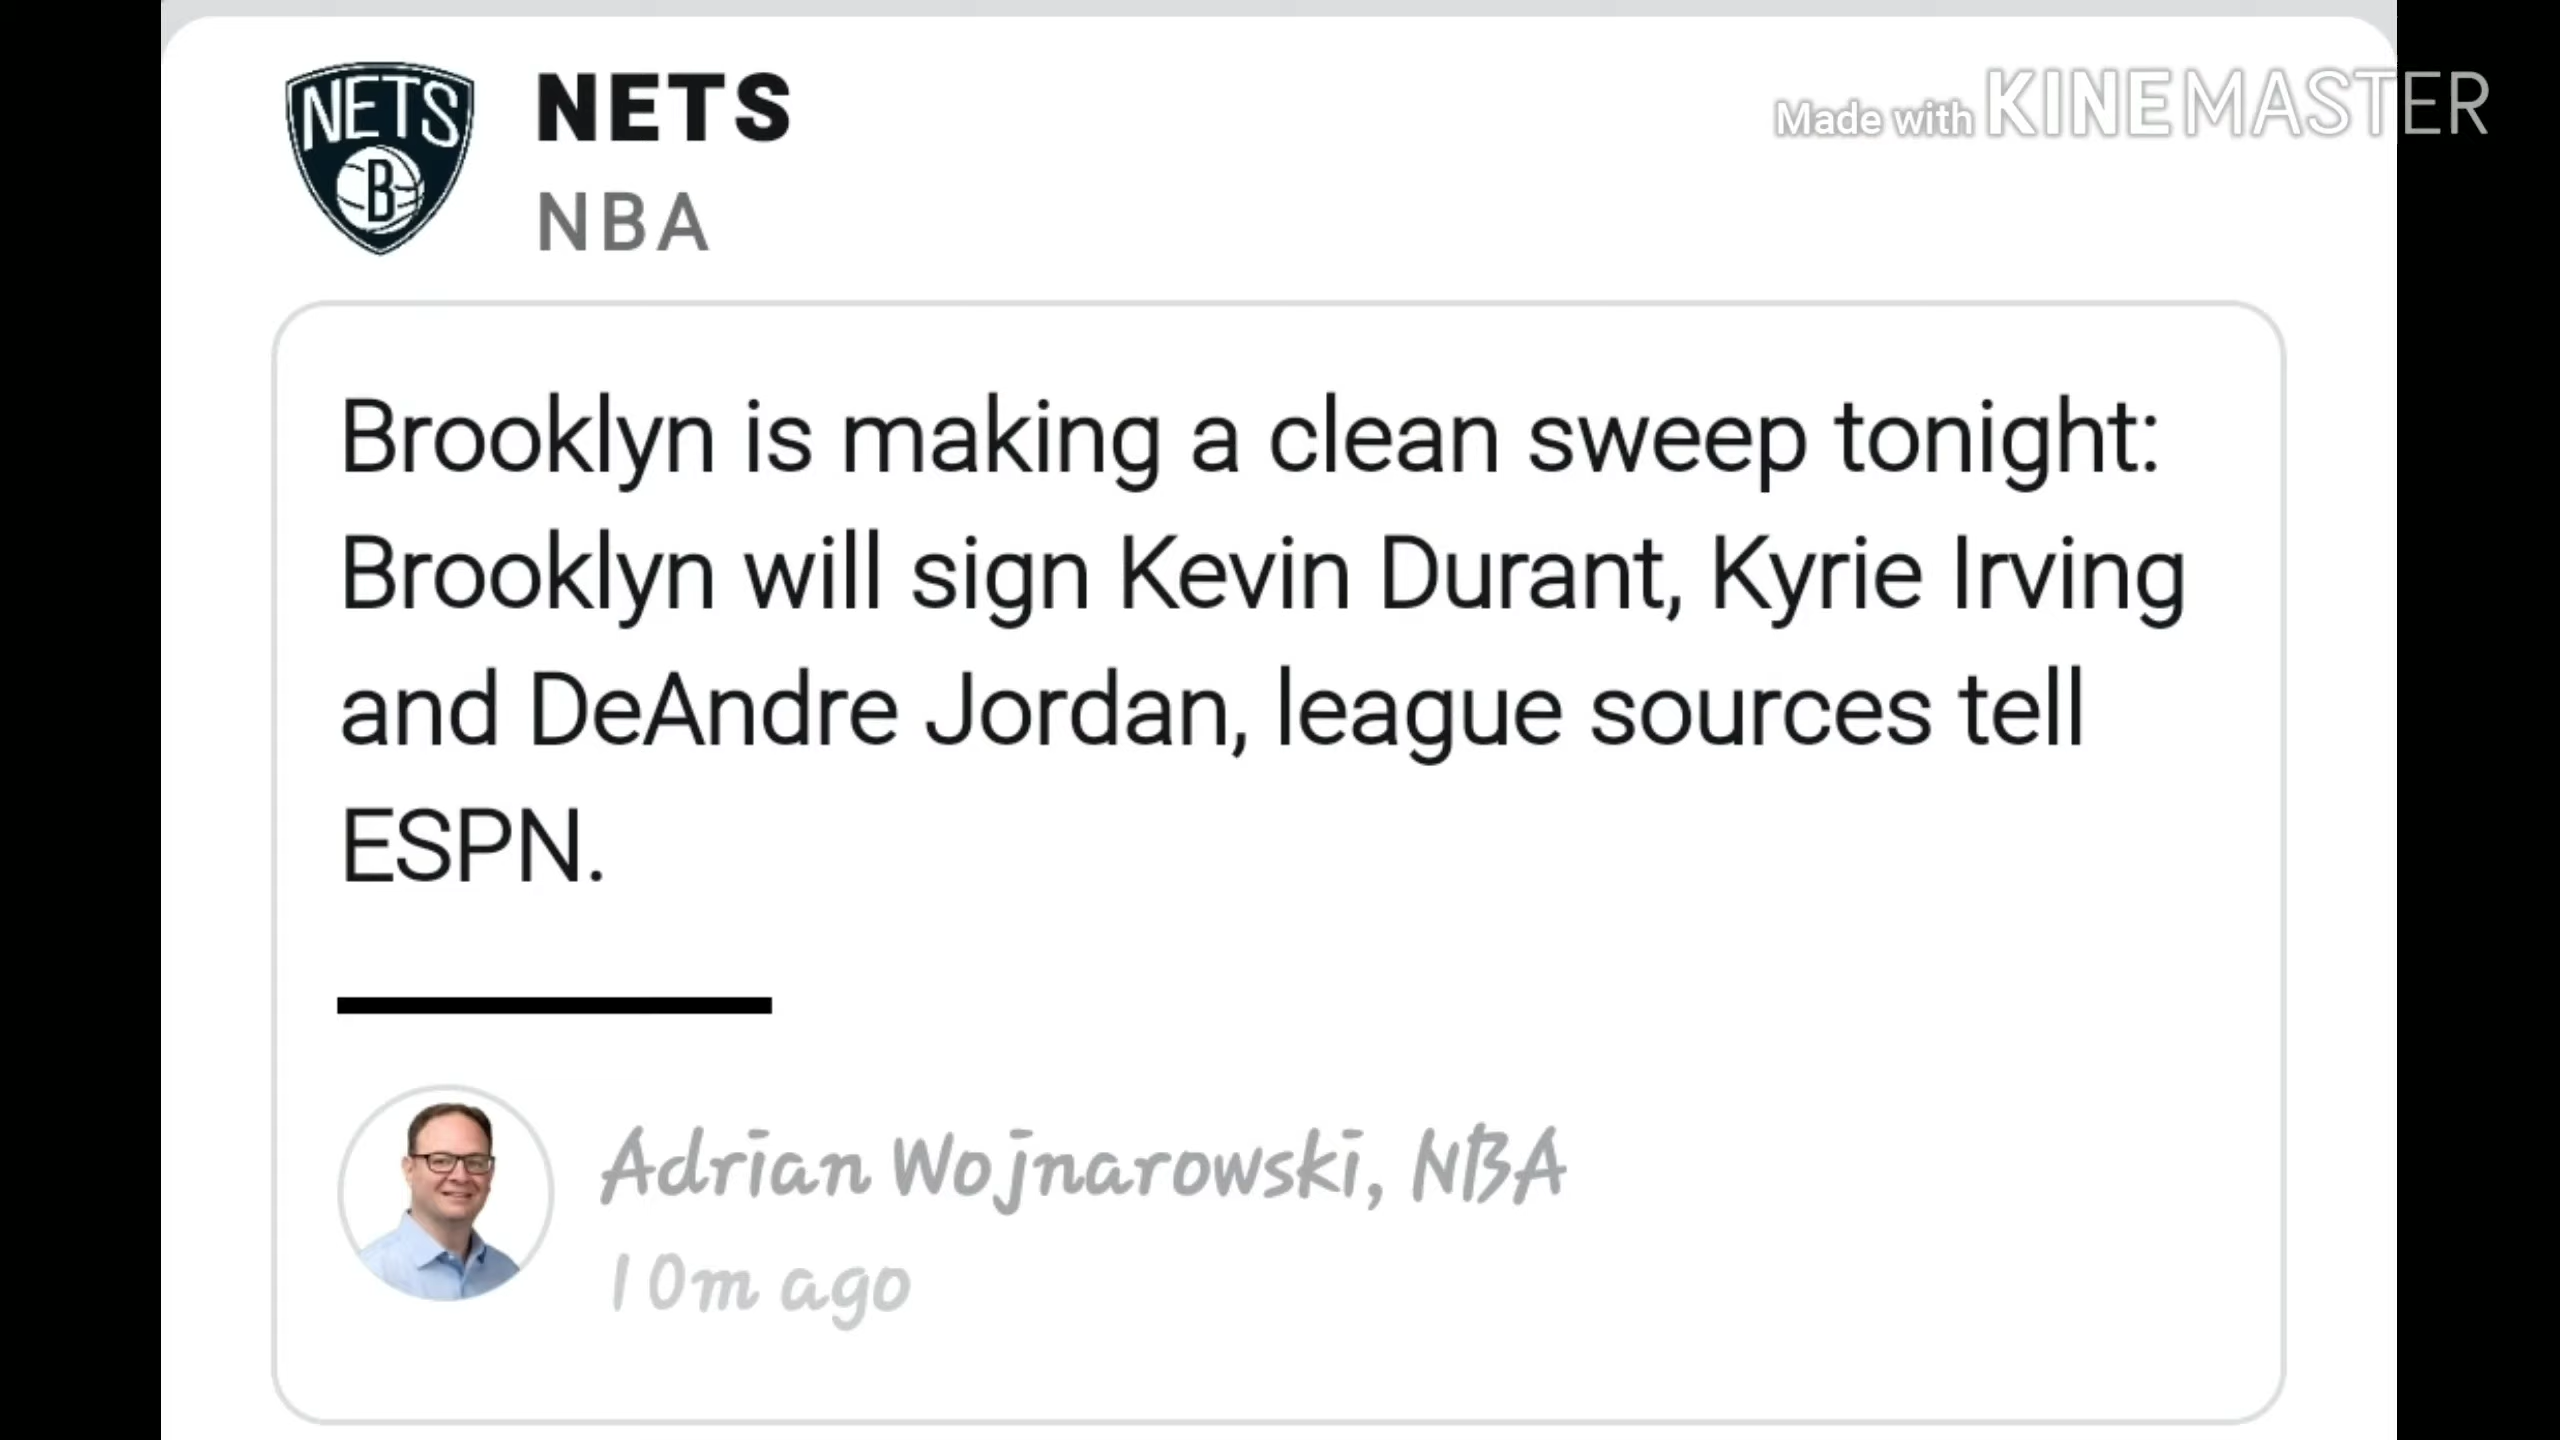 NETS
B
NETS
NBA
Made with KINEMASTER
Brooklyn is making a clean sweep tonight:
Brooklyn will sign Kevin Durant, Kyrie Irving
and DeAndre Jordan, league sources tell
ESPN.
Adrian Wojnarowski, NBA
10m ago